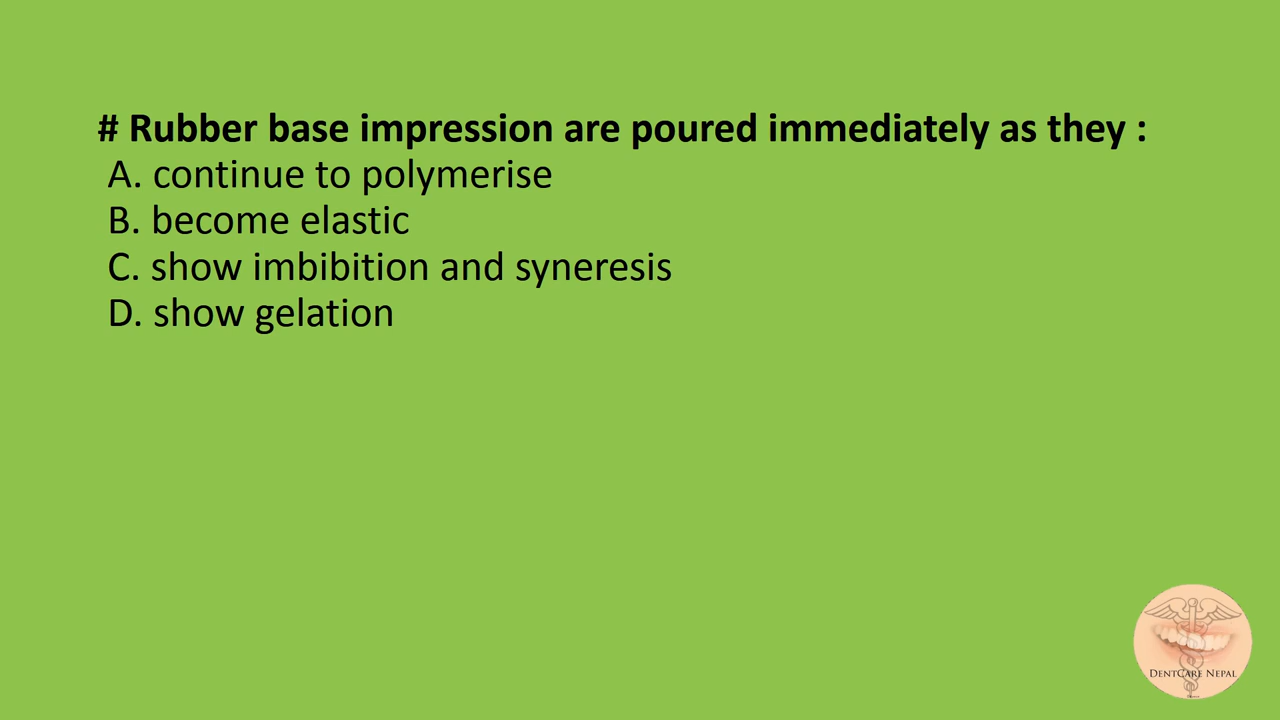 # Rubber base impression are poured immediately as they :
A. continue to polymerise
B. become elastic
C. show imbibition and syneresis
D. show gelation
DENTCARE NEPAL